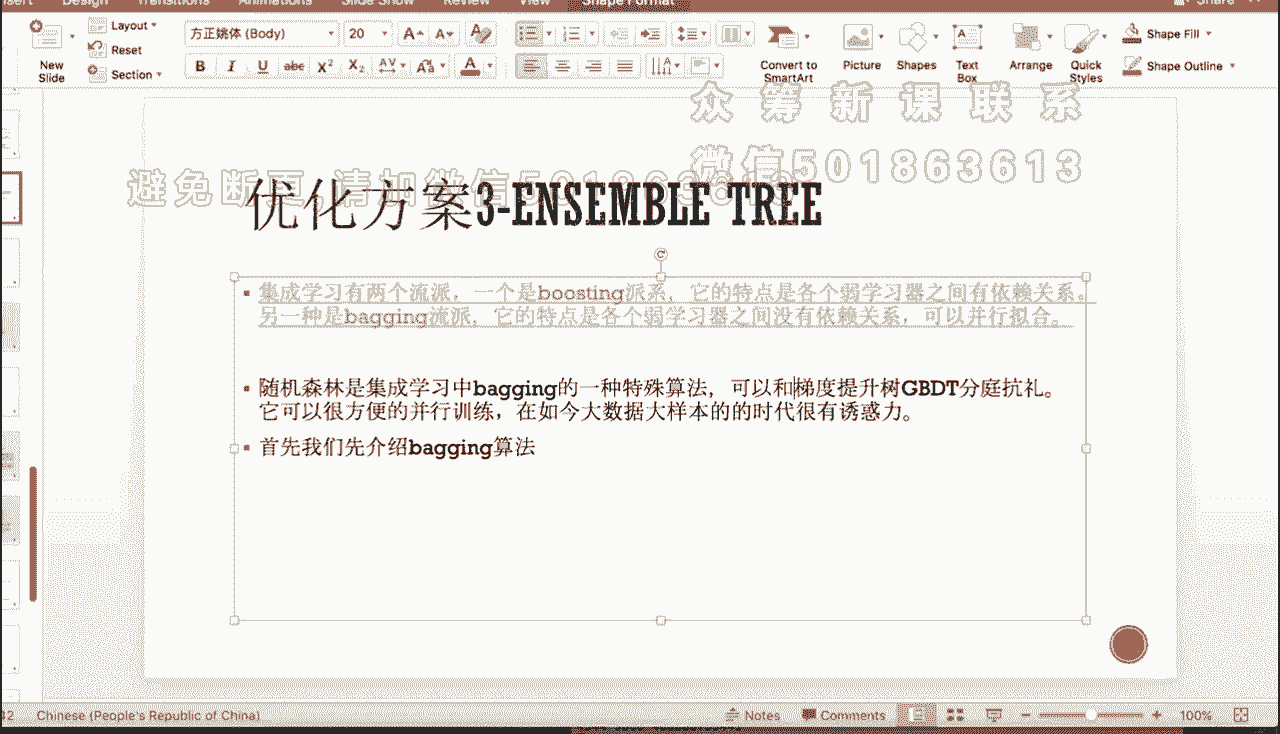 nsert Design Transitions Animations Slide Show Review View Shape Format Share
Layout
Reset
Section
New
Slide
方正姚体 (Body) 20
B I U abc X² X₂ AV Aa A
Convert to
SmartArt
Picture
Shapes
Text
Box
Arrange
Quick
Styles
Shape Fill
Shape Outline
众筹新课联系
微信501863613
避免断更 请加微信501863613
优化方案3-ENSEMBLE TREE
集成学习有两个流派，一个是boosting派系，它的特点是各个弱学习器之间有依赖关系。
另一种是bagging流派，它的特点是各个弱学习器之间没有依赖关系，可以并行拟合。
随机森林是集成学习中bagging的一种特殊算法，可以和梯度提升树GBDT分庭抗礼。
它可以很方便的并行训练，在如今大数据大样本的的时代很有诱惑力。
首先我们先介绍bagging算法
42 Chinese (People's Republic of China) Notes Comments 100%